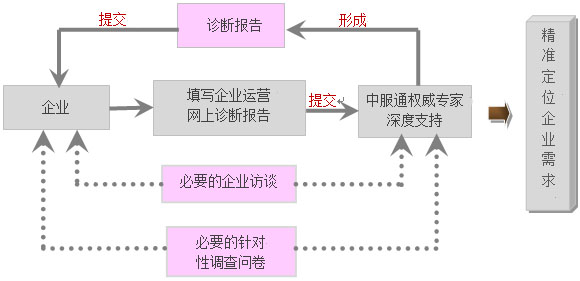 提交
诊断报告
形成
企业
填写企业运营
网上诊断报告
提交
中服通权威专家
深度支持
精准定位企业需求
必要的企业访谈
必要的针对
性调查问卷